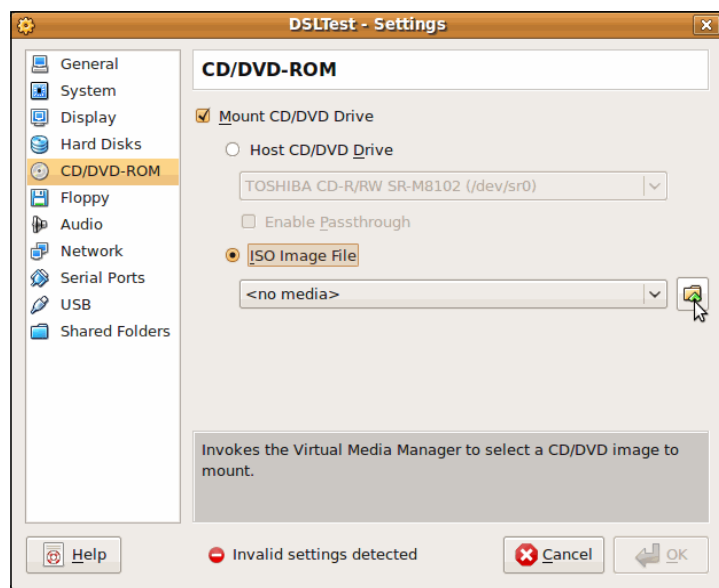 DSLTest - Settings
General
System
Display
Hard Disks
CD/DVD-ROM
Floppy
Audio
Network
Serial Ports
USB
Shared Folders
CD/DVD-ROM
Mount CD/DVD Drive
Host CD/DVD Drive
TOSHIBA CD-R/RW SR-M8102 (/dev/sr0)
Enable Passthrough
ISO Image File
<no media>
Invokes the Virtual Media Manager to select a CD/DVD image to
mount.
Help
Invalid settings detected
Cancel
OK